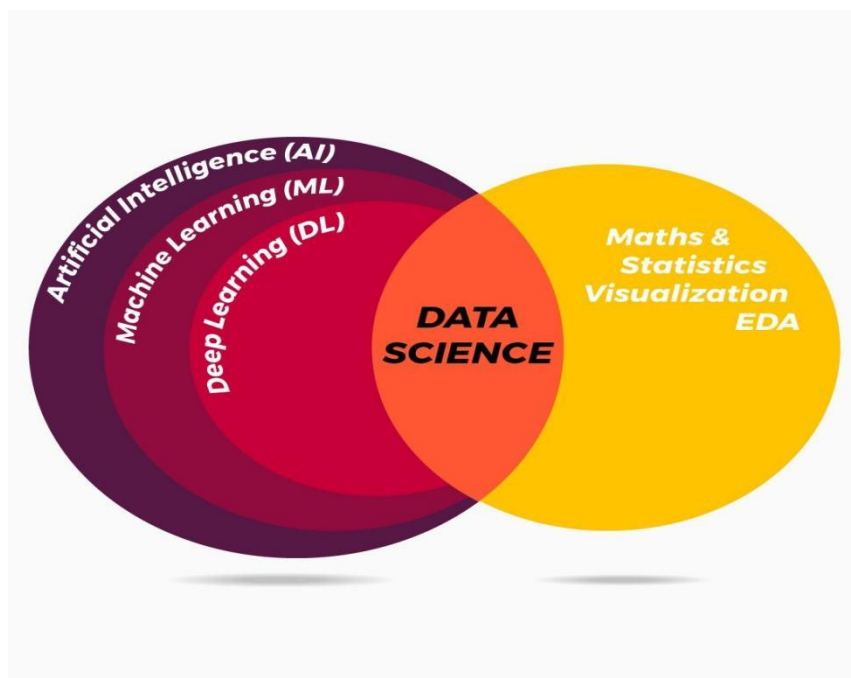 Artificial Intelligence (AI)
Machine Learning (ML)
Deep Learning (DL)
DATA
SCIENCE
Maths &
Statistics
Visualization
EDA